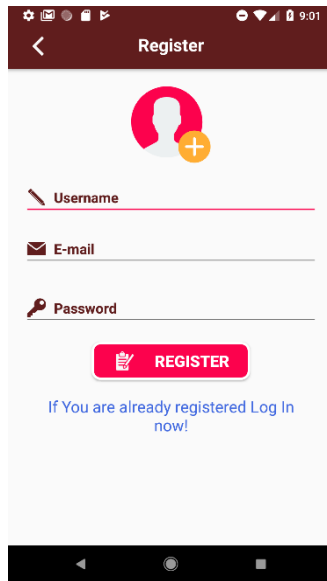 9:01
Register
Username
E-mail
Password
REGISTER
If You are already registered Log In
now!